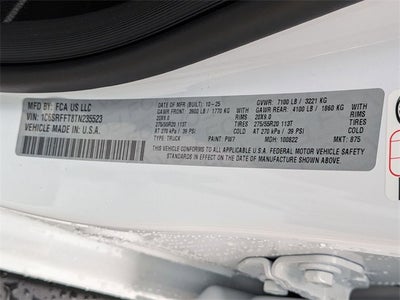 MFD BY:
FCA US LLC
VIN: 1C6SRFFT8TN235523
VEHICLE MADE IN: U.S.A.
DATE OF MFR (BUILT): 10-25
GVWR: 7100 LB / 3221 KG
GAWR FRONT: 3900 LB / 1770 KG
GAWR REAR: 4100 LB / 1860 KG
20X9.0 RIMS
20X9.0 RIMS
275/55R20 113T TIRES
275/55R20 113T TIRES
AT 270 kPa / 39 PSI
AT 270 kPa / 39 PSI
TYPE: TRUCK
PAINT: PW7
MDH: 100822
MKT: 875
THIS VEHICLE CONFORMS TO ALL APPLICABLE U.S.A. FEDERAL MOTOR VEHICLE SAFETY
STANDARDS IN EFFECT ON THE DATE OF MANUFACTURE SHOWN ABOVE